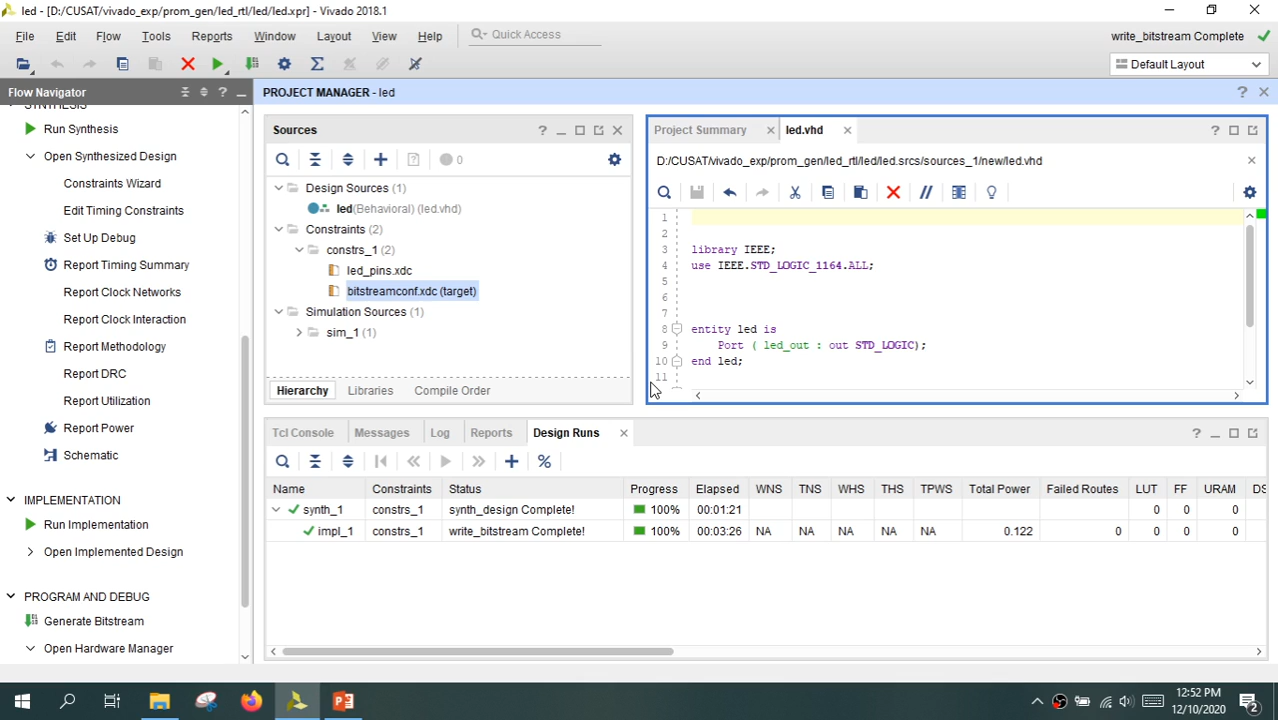 led - [D:/CUSAT/vivado_exp/prom_gen/led_rtl/led/led.xpr] - Vivado 2018.1
File Edit Flow Tools Reports Window Layout View Help Quick Access write_bitstream Complete
Default Layout
Flow Navigator
PROJECT MANAGER - led
SYNTHESIS
Run Synthesis
Open Synthesized Design
Constraints Wizard
Edit Timing Constraints
Set Up Debug
Report Timing Summary
Report Clock Networks
Report Clock Interaction
Report Methodology
Report DRC
Report Utilization
Report Power
Schematic
IMPLEMENTATION
Run Implementation
Open Implemented Design
PROGRAM AND DEBUG
Generate Bitstream
Open Hardware Manager
Sources
0
Design Sources (1)
led(Behavioral) (led.vhd)
Constraints (2)
constrs_1 (2)
led_pins.xdc
bitstreamconf.xdc (target)
Simulation Sources (1)
sim_1 (1)
Hierarchy Libraries Compile Order
Project Summary led.vhd
D:/CUSAT/vivado_exp/prom_gen/led_rtl/led/led.srcs/sources_1/new/led.vhd
1
2
3 library IEEE;
4 use IEEE.STD_LOGIC_1164.ALL;
5
6
7
8 entity led is
9 Port ( led_out : out STD_LOGIC);
10 end led;
11
Tcl Console Messages Log Reports Design Runs
Name Constraints Status Progress Elapsed WNS TNS WHS THS TPWS Total Power Failed Routes LUT FF URAM DS
synth_1 constrs_1 synth_design Complete! 100% 00:01:21 0 0 0
impl_1 constrs_1 write_bitstream Complete! 100% 00:03:26 NA NA NA NA NA 0.122 0 0 0 0
12:52 PM
12/10/2020
2